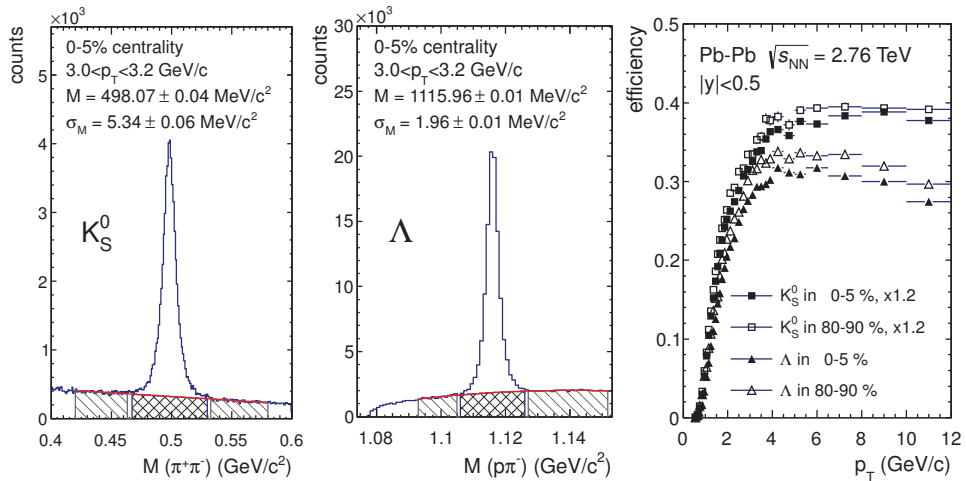 ×10³
counts
5
4
3
2
1
0
0-5% centrality
3.0<p_T<3.2 GeV/c
M = 498.07 ± 0.04 MeV/c²
σ_M = 5.34 ± 0.06 MeV/c²
K⁰_S
0.4 0.45 0.5 0.55 0.6
M (π⁺π⁻) (GeV/c²)
×10³
counts
30
25
20
15
10
5
0
0-5% centrality
3.0<p_T<3.2 GeV/c
M = 1115.96 ± 0.01 MeV/c²
σ_M = 1.96 ± 0.01 MeV/c²
Λ
1.08 1.1 1.12 1.14
M (pπ⁻) (GeV/c²)
efficiency
0.5
0.4
0.3
0.2
0.1
0
Pb-Pb √s_NN = 2.76 TeV
|y|<0.5
K⁰_S in 0-5 %, x1.2
K⁰_S in 80-90 %, x1.2
Λ in 0-5 %
Λ in 80-90 %
0 2 4 6 8 10 12
p_T (GeV/c)